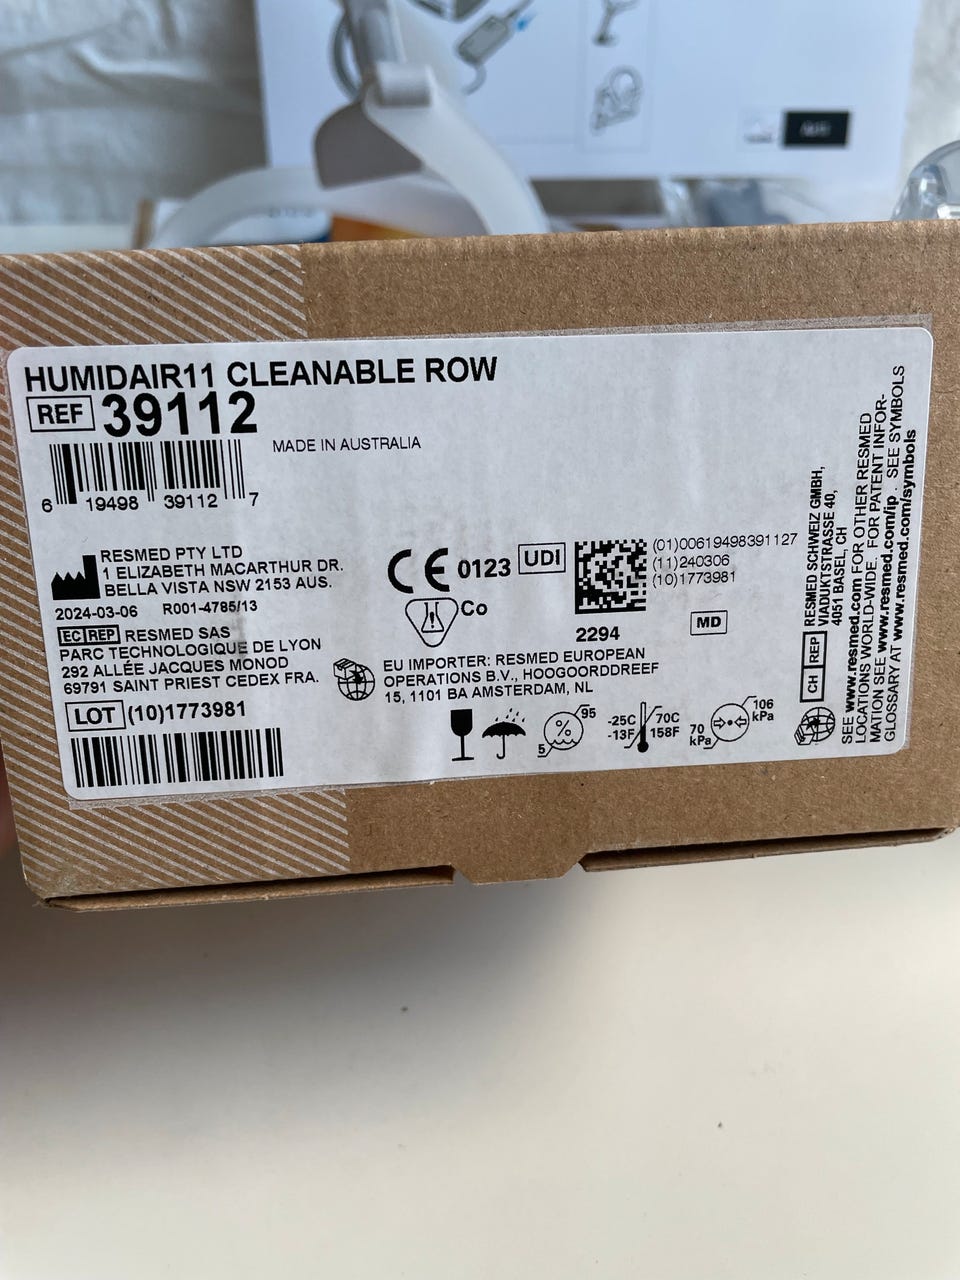 HUMIDAIR11 CLEANABLE ROW
REF 39112
MADE IN AUSTRALIA
6 19498 39112 7
RESMED PTY LTD
1 ELIZABETH MACARTHUR DR.
BELLA VISTA NSW 2153 AUS.
2024-03-06 R001-4785/13
EC REP RESMED SAS
PARC TECHNOLOGIQUE DE LYON
292 ALLÉE JACQUES MONOD
69791 SAINT PRIEST CEDEX FRA.
LOT (10)1773981
CE 0123 UDI
(01)00619498391127
(11)240306
(10)1773981
2294
Co
MD
EU IMPORTER: RESMED EUROPEAN
OPERATIONS B.V., HOOGOORDDREEF
15, 1101 BA AMSTERDAM, NL
5 % 95
-25C 70C
-13F 158F
70 kPa
106 kPa
CH REP
RESMED SCHWEIZ GMBH,
VIADUKTSTRASSE 40,
4051 BASEL, CH
SEE www.resmed.com FOR OTHER RESMED
LOCATIONS WORLD-WIDE. FOR PATENT INFOR-
MATION SEE www.resmed.com/ip . SEE SYMBOLS
GLOSSARY AT www.resmed.com/symbols